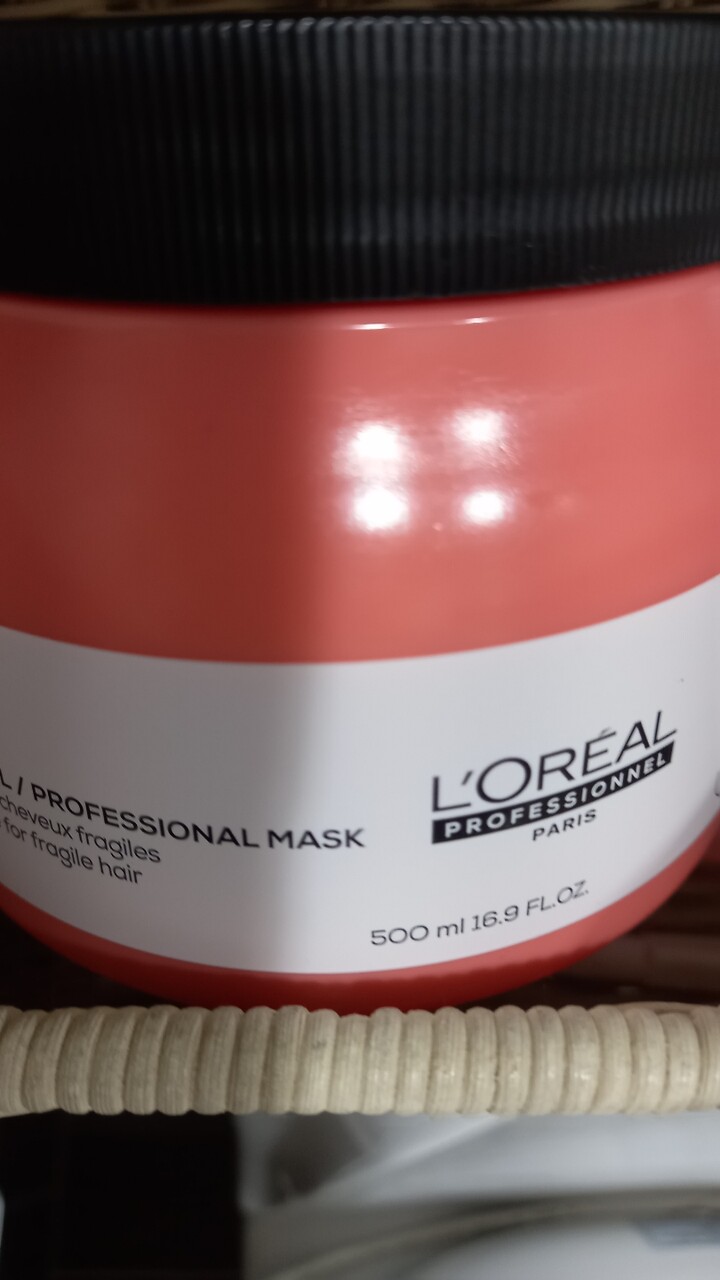 L / PROFESSIONAL MASK
cheveux fragiles
for fragile hair
L'ORÉAL
PROFESSIONNEL
PARIS
500 ml 16.9 FL.OZ.